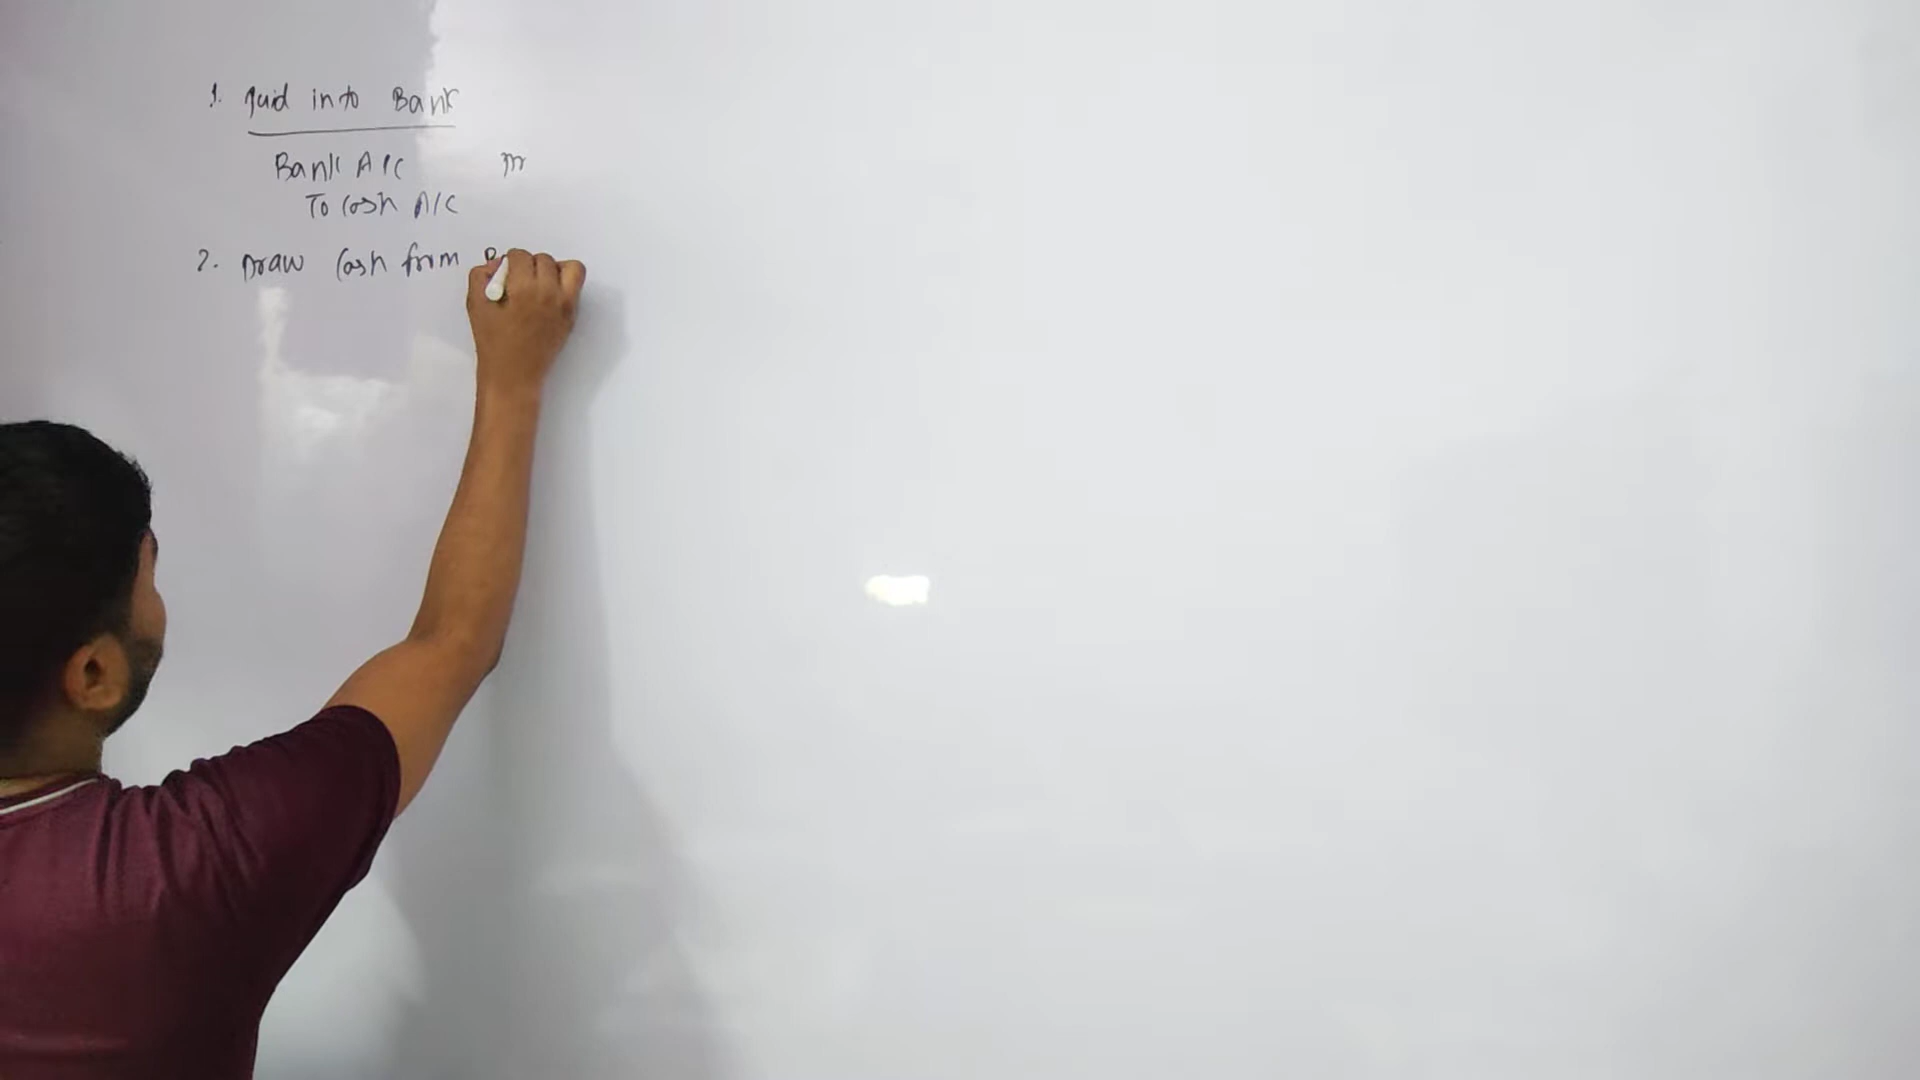 1. Paid into Bank
Bank A/C Dr
To Cash A/C
2. Draw Cash from